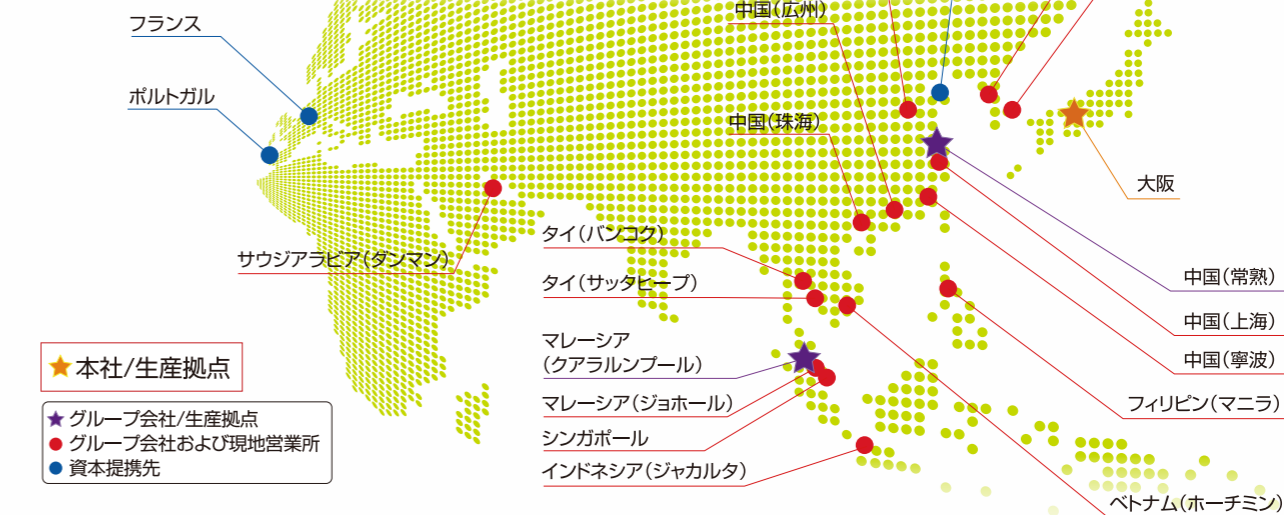 フランス
ポルトガル
中国(広州)
中国(珠海)
大阪
サウジアラビア(ダンマン)
タイ(バンコク)
タイ(サッタヒープ)
マレーシア
(クアラルンプール)
マレーシア(ジョホール)
シンガポール
インドネシア(ジャカルタ)
中国(常熟)
中国(上海)
中国(寧波)
フィリピン(マニラ)
ベトナム(ホーチミン)
本社/生産拠点
グループ会社/生産拠点
グループ会社および現地営業所
資本提携先